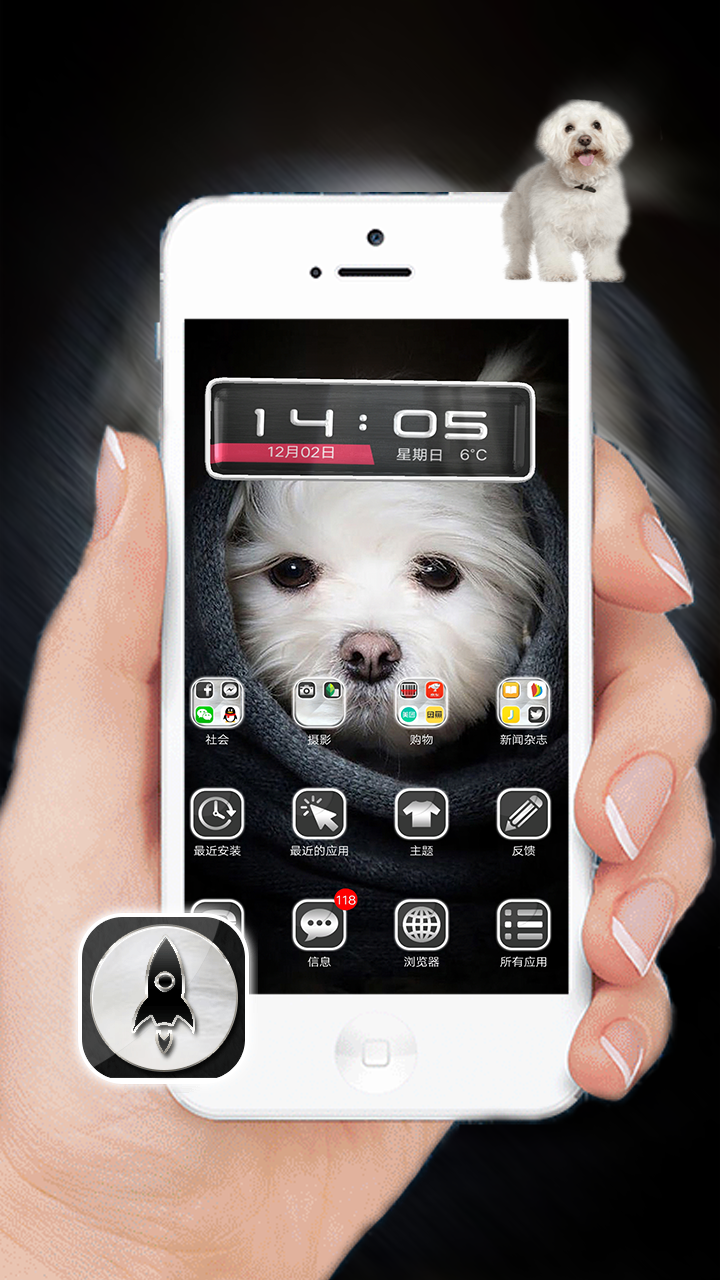 14:05
12月02日 星期日 6°C
社会 摄影 购物 新闻杂志
最近安装 最近的应用 主题 反馈
118
信息 浏览器 所有应用